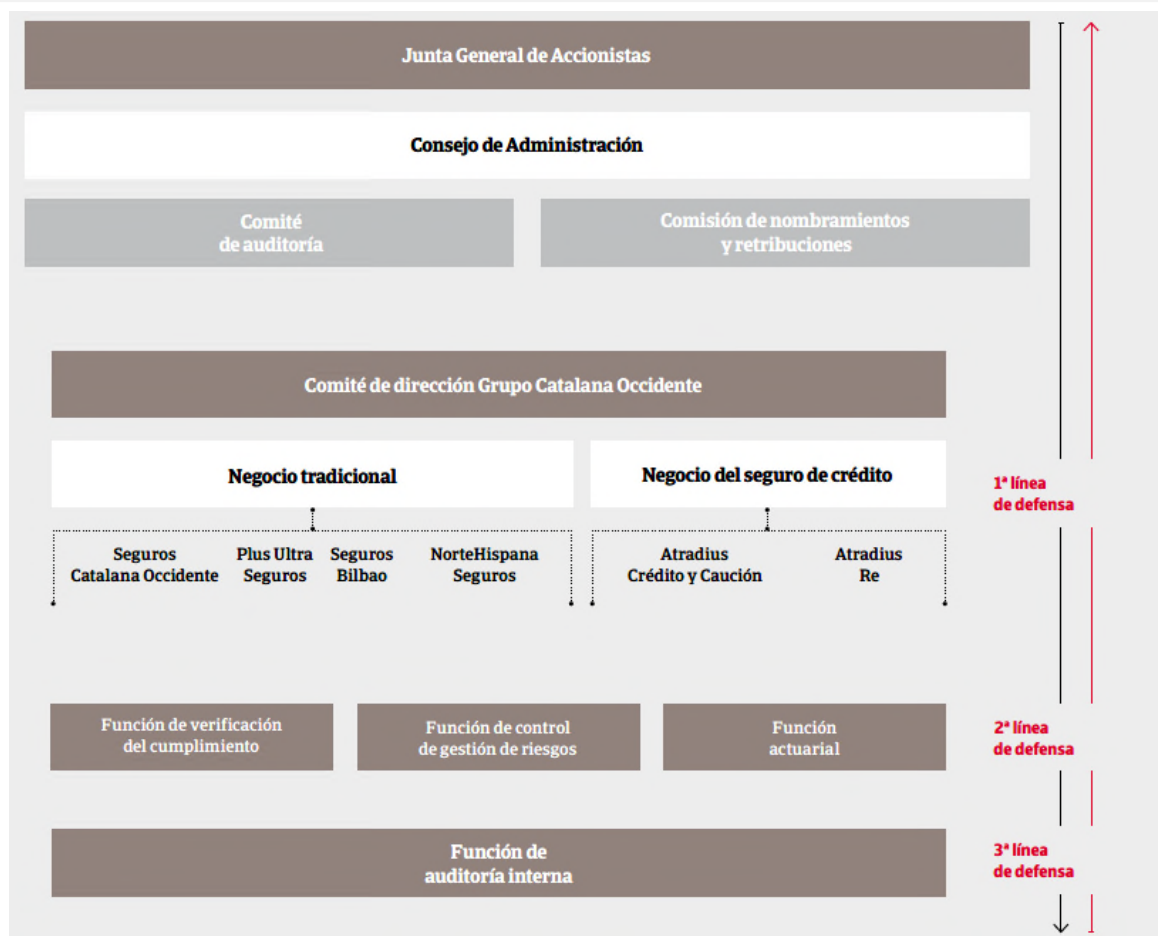 Junta General de Accionistas
Consejo de Administración
Comité
de auditoría
Comisión de nombramientos
y retribuciones
Comité de dirección Grupo Catalana Occidente
Negocio tradicional
Negocio del seguro de crédito
Seguros
Catalana Occidente
Plus Ultra
Seguros
Seguros
Bilbao
NorteHispana
Seguros
Atradius
Crédito y Caución
Atradius
Re
1ª línea
de defensa
Función de verificación
del cumplimiento
Función de control
de gestión de riesgos
Función
actuarial
2ª línea
de defensa
Función de
auditoría interna
3ª línea
de defensa